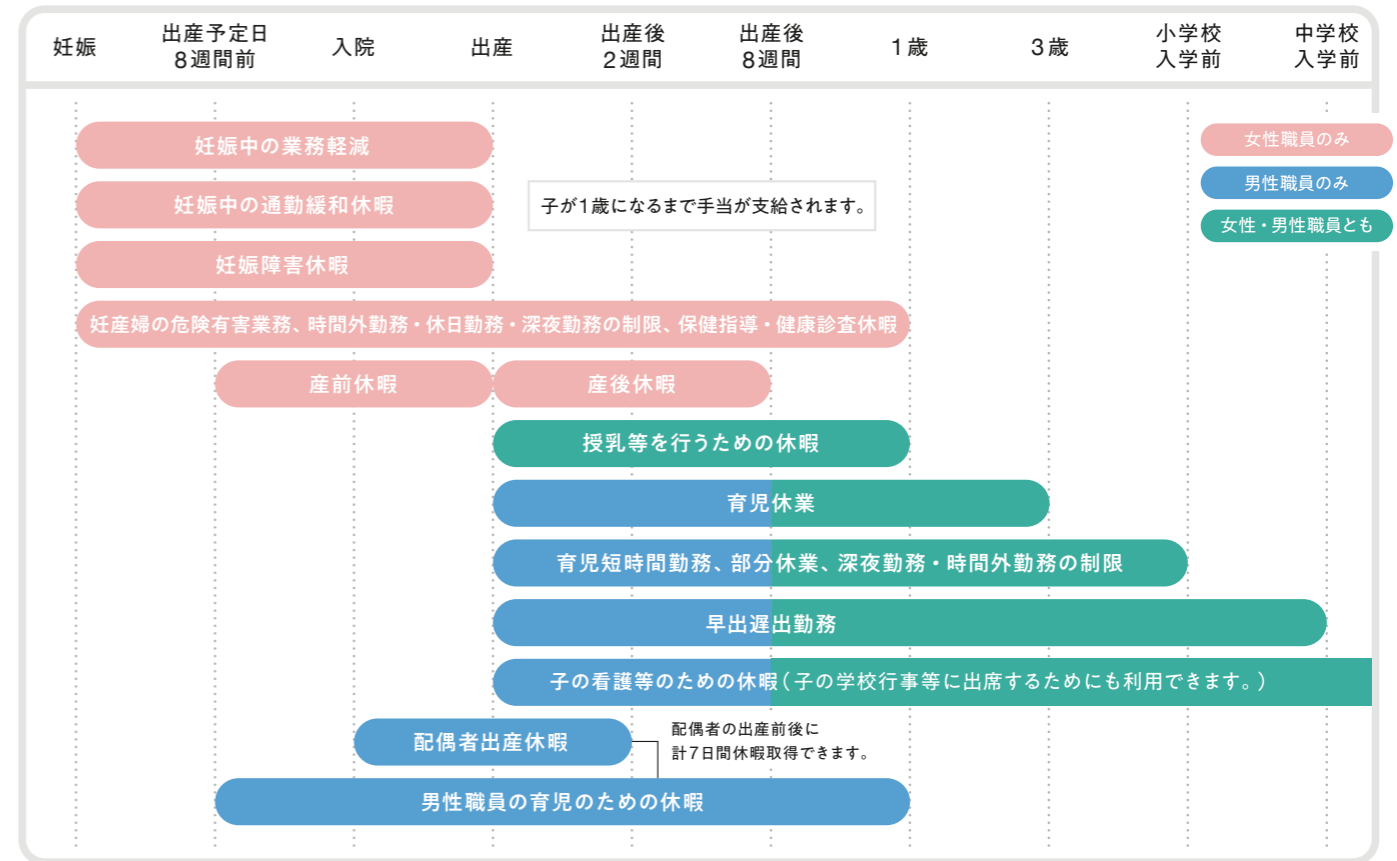 妊娠
出産予定日
8週間前
入院
出産
出産後
2週間
出産後
8週間
1歳
3歳
小学校
入学前
中学校
入学前
妊娠中の業務軽減
女性職員のみ
男性職員のみ
女性・男性職員とも
妊娠中の通勤緩和休暇
子が1歳になるまで手当が支給されます。
妊娠障害休暇
妊産婦の危険有害業務、時間外勤務・休日勤務・深夜勤務の制限、保健指導・健康診査休暇
産前休暇
産後休暇
授乳等を行うための休暇
育児休業
育児短時間勤務、部分休業、深夜勤務・時間外勤務の制限
早出遅出勤務
子の看護等のための休暇(子の学校行事等に出席するためにも利用できます。)
配偶者出産休暇
配偶者の出産前後に
計7日間休暇取得できます。
男性職員の育児のための休暇